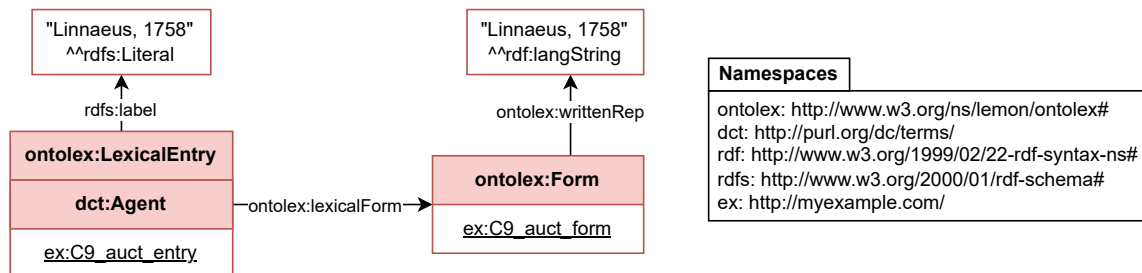 "Linnaeus, 1758"
^^rdfs:Literal
rdfs:label
ontolex:LexicalEntry
dct:Agent
ex:C9_auct_entry
ontolex:lexicalForm
"Linnaeus, 1758"
^^rdf:langString
ontolex:writtenRep
ontolex:Form
ex:C9_auct_form
Namespaces
ontolex: http://www.w3.org/ns/lemon/ontolex#
dct: http://purl.org/dc/terms/
rdf: http://www.w3.org/1999/02/22-rdf-syntax-ns#
rdfs: http://www.w3.org/2000/01/rdf-schema#
ex: http://myexample.com/